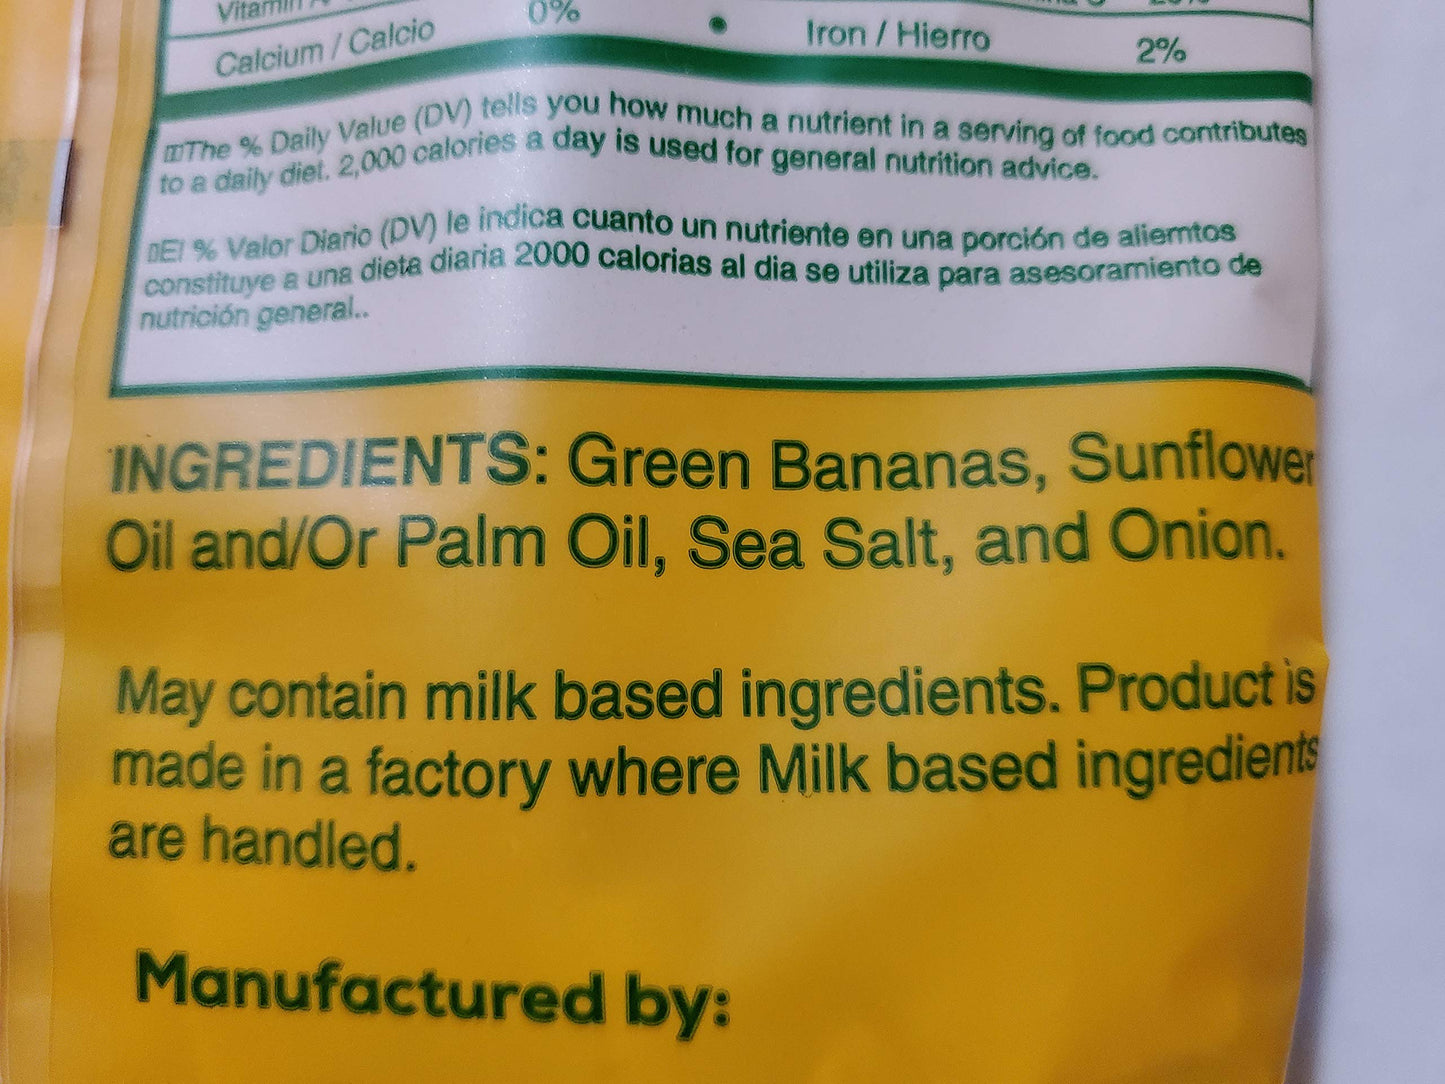 Vitamin A
Calcium / Calcio 0% • Iron / Hierro 2%
The % Daily Value (DV) tells you how much a nutrient in a serving of food contributes
to a daily diet. 2,000 calories a day is used for general nutrition advice.
El % Valor Diario (DV) le indica cuanto un nutriente en una porción de aliemtos
constituye a una dieta diaria 2000 calorias al dia se utiliza para asesoramiento de
nutrición general..
INGREDIENTS: Green Bananas, Sunflower
Oil and/Or Palm Oil, Sea Salt, and Onion.
May contain milk based ingredients. Product is
made in a factory where Milk based ingredients
are handled.
Manufactured by: